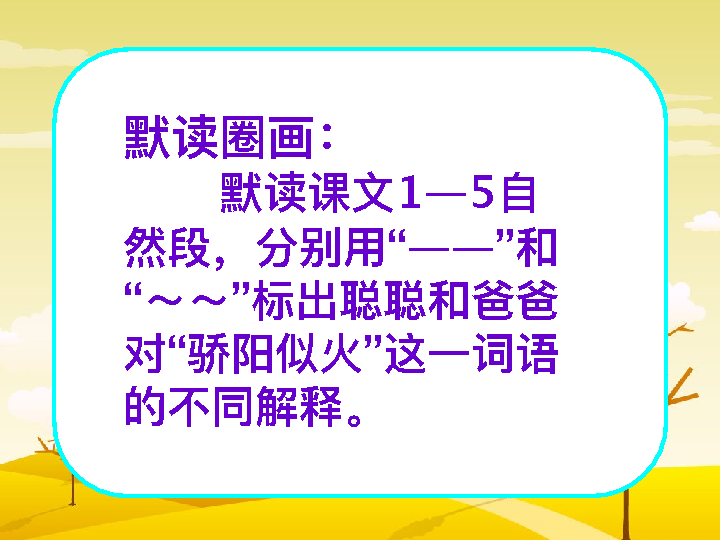 默读圈画：
默读课文1—5自
然段，分别用“——”和
“～～”标出聪聪和爸爸
对“骄阳似火”这一词语
的不同解释。